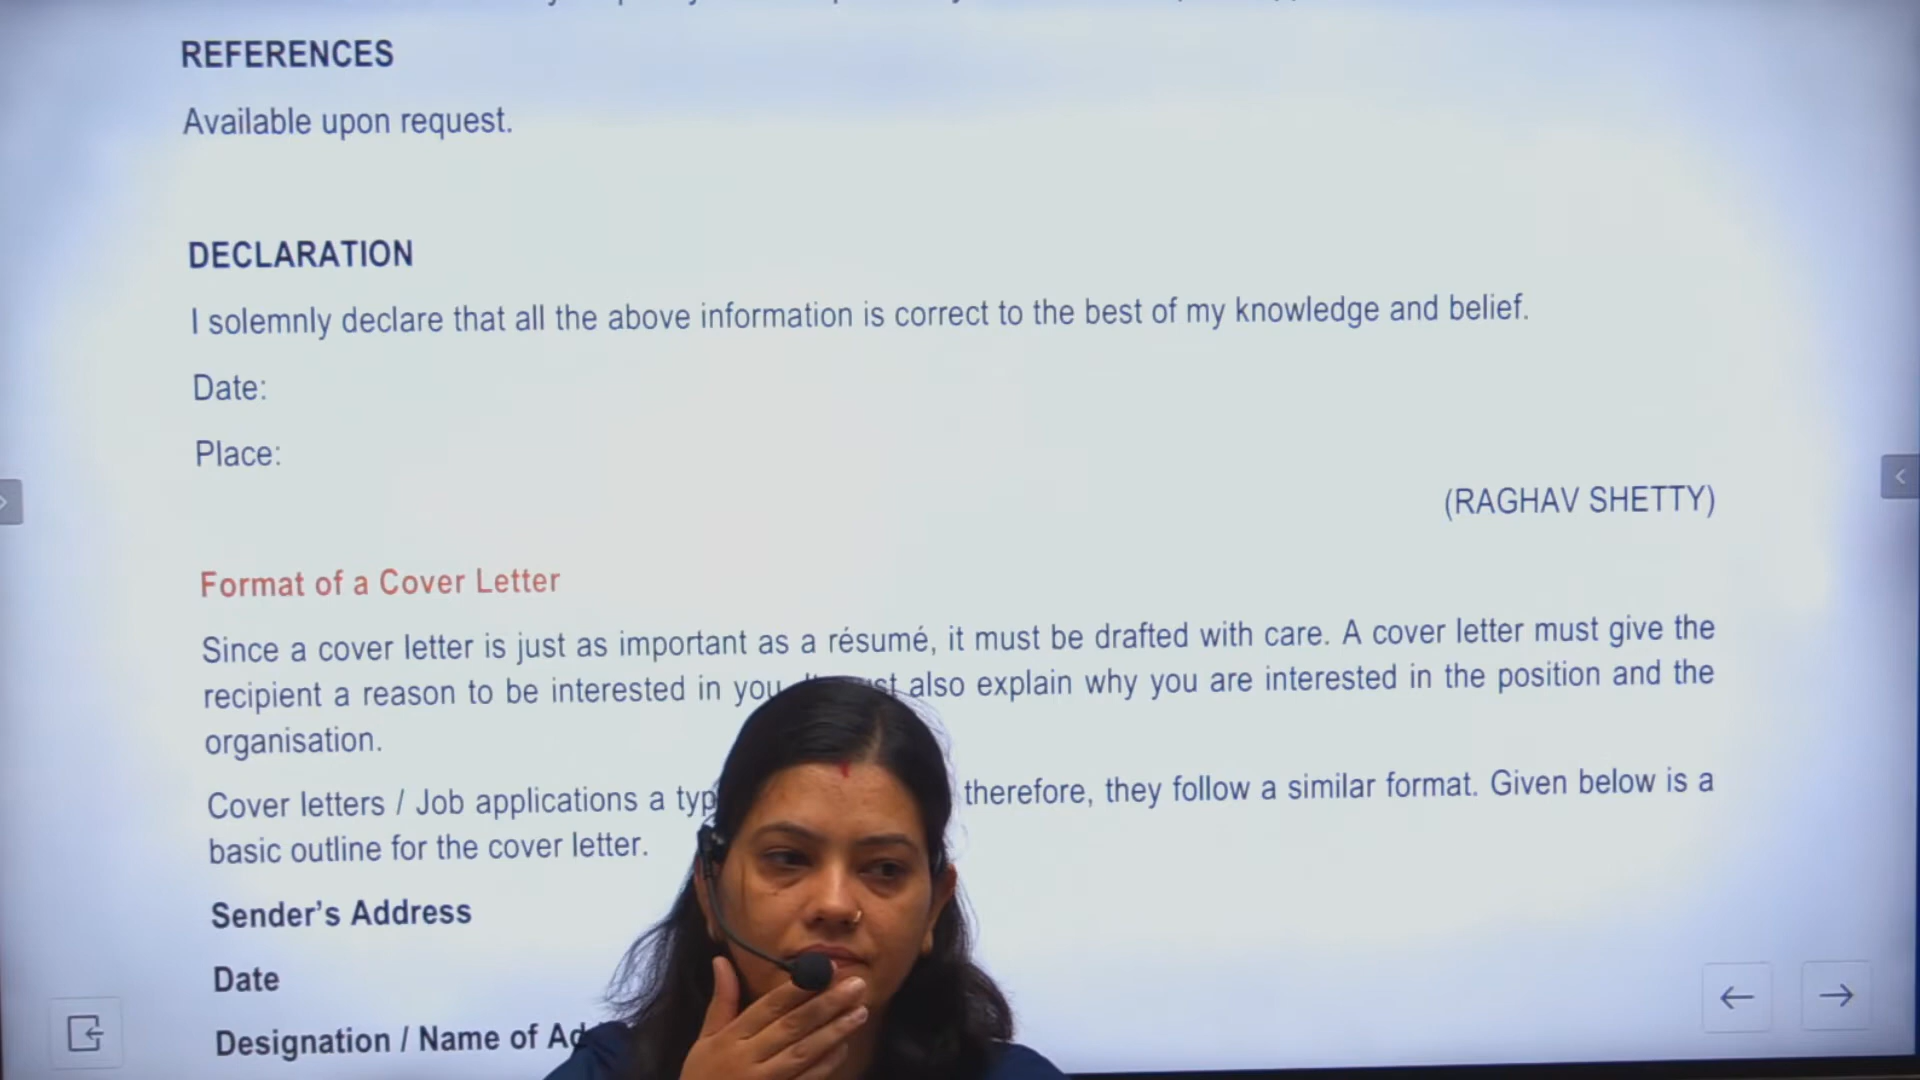 REFERENCES
Available upon request.
DECLARATION
I solemnly declare that all the above information is correct to the best of my knowledge and belief.
Date:
Place:
(RAGHAV SHETTY)
Format of a Cover Letter
Since a cover letter is just as important as a résumé, it must be drafted with care. A cover letter must give the
recipient a reason to be interested in you also explain why you are interested in the position and the
organisation.
Cover letters / Job applications a therefore, they follow a similar format. Given below is a
basic outline for the cover letter.
Sender's Address
Date
Designation / Name of